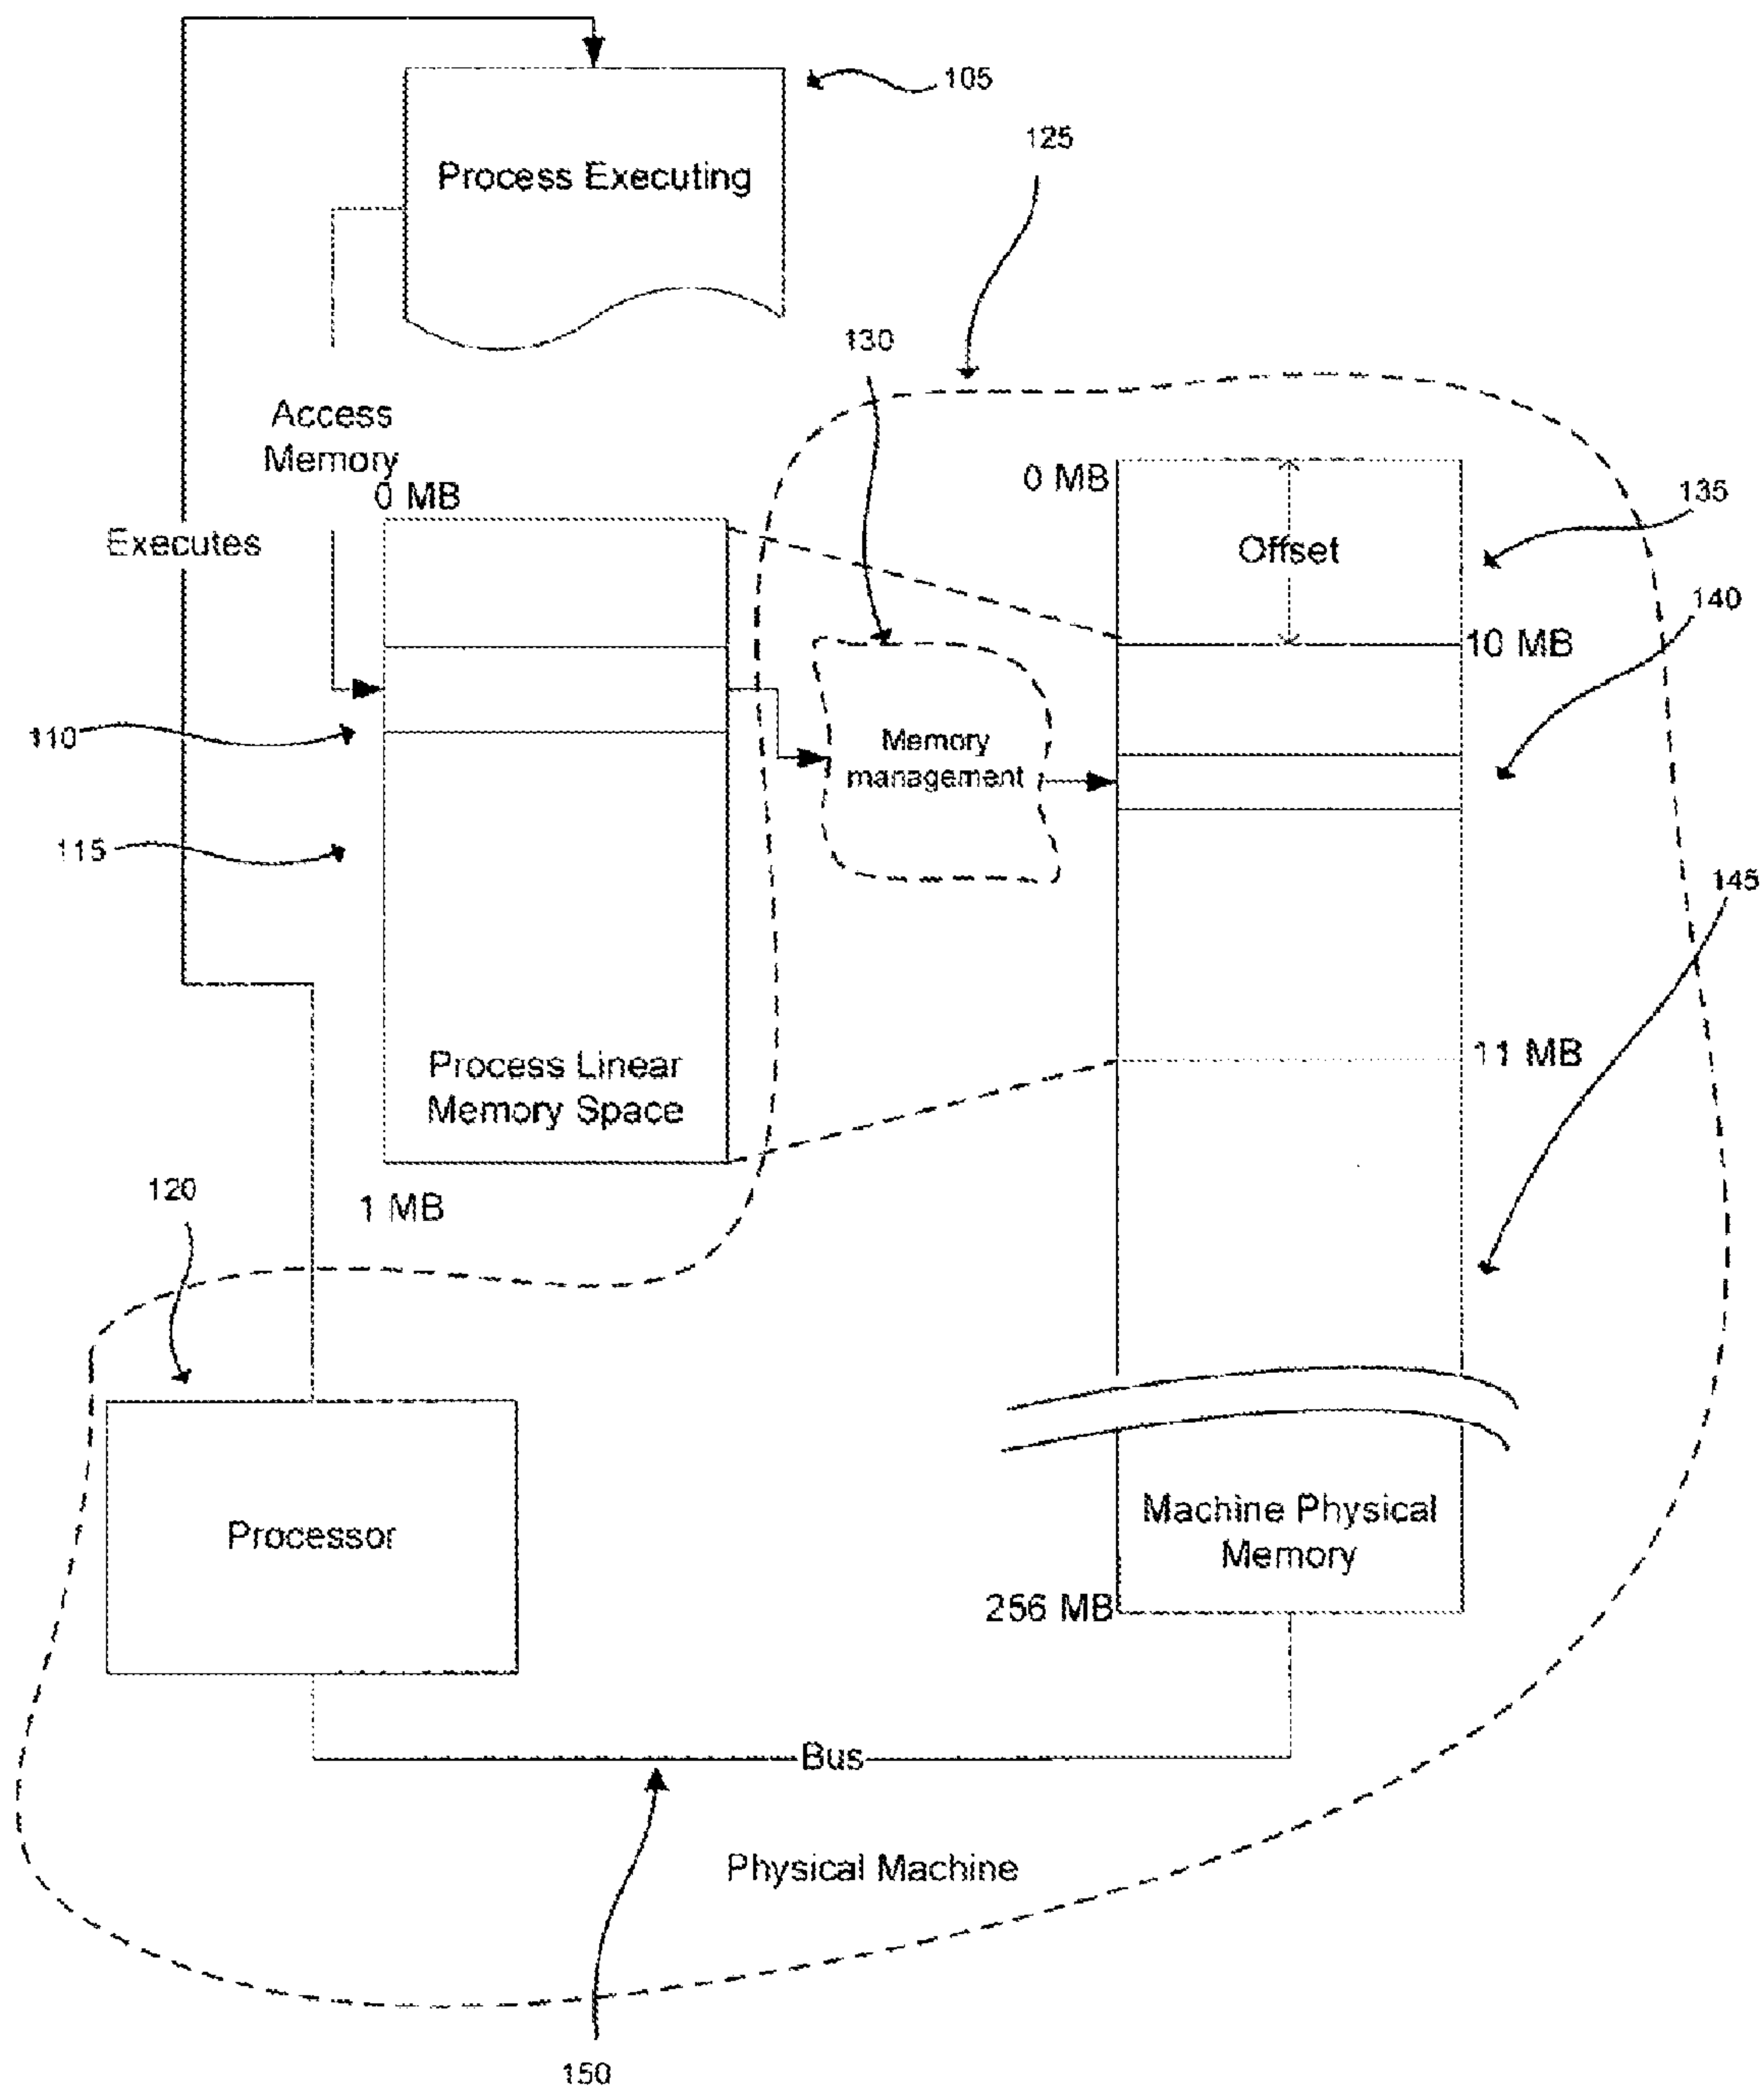 105
Process Executing
125
130
Access
Memory
0 MB
0 MB
135
Executes
Offset
140
10 MB
110
Memory
management
115
145
11 MB
Process Linear
Memory Space
120
1 MB
Machine Physical
Memory
Processor
256 MB
Bus
Physical Machine
150